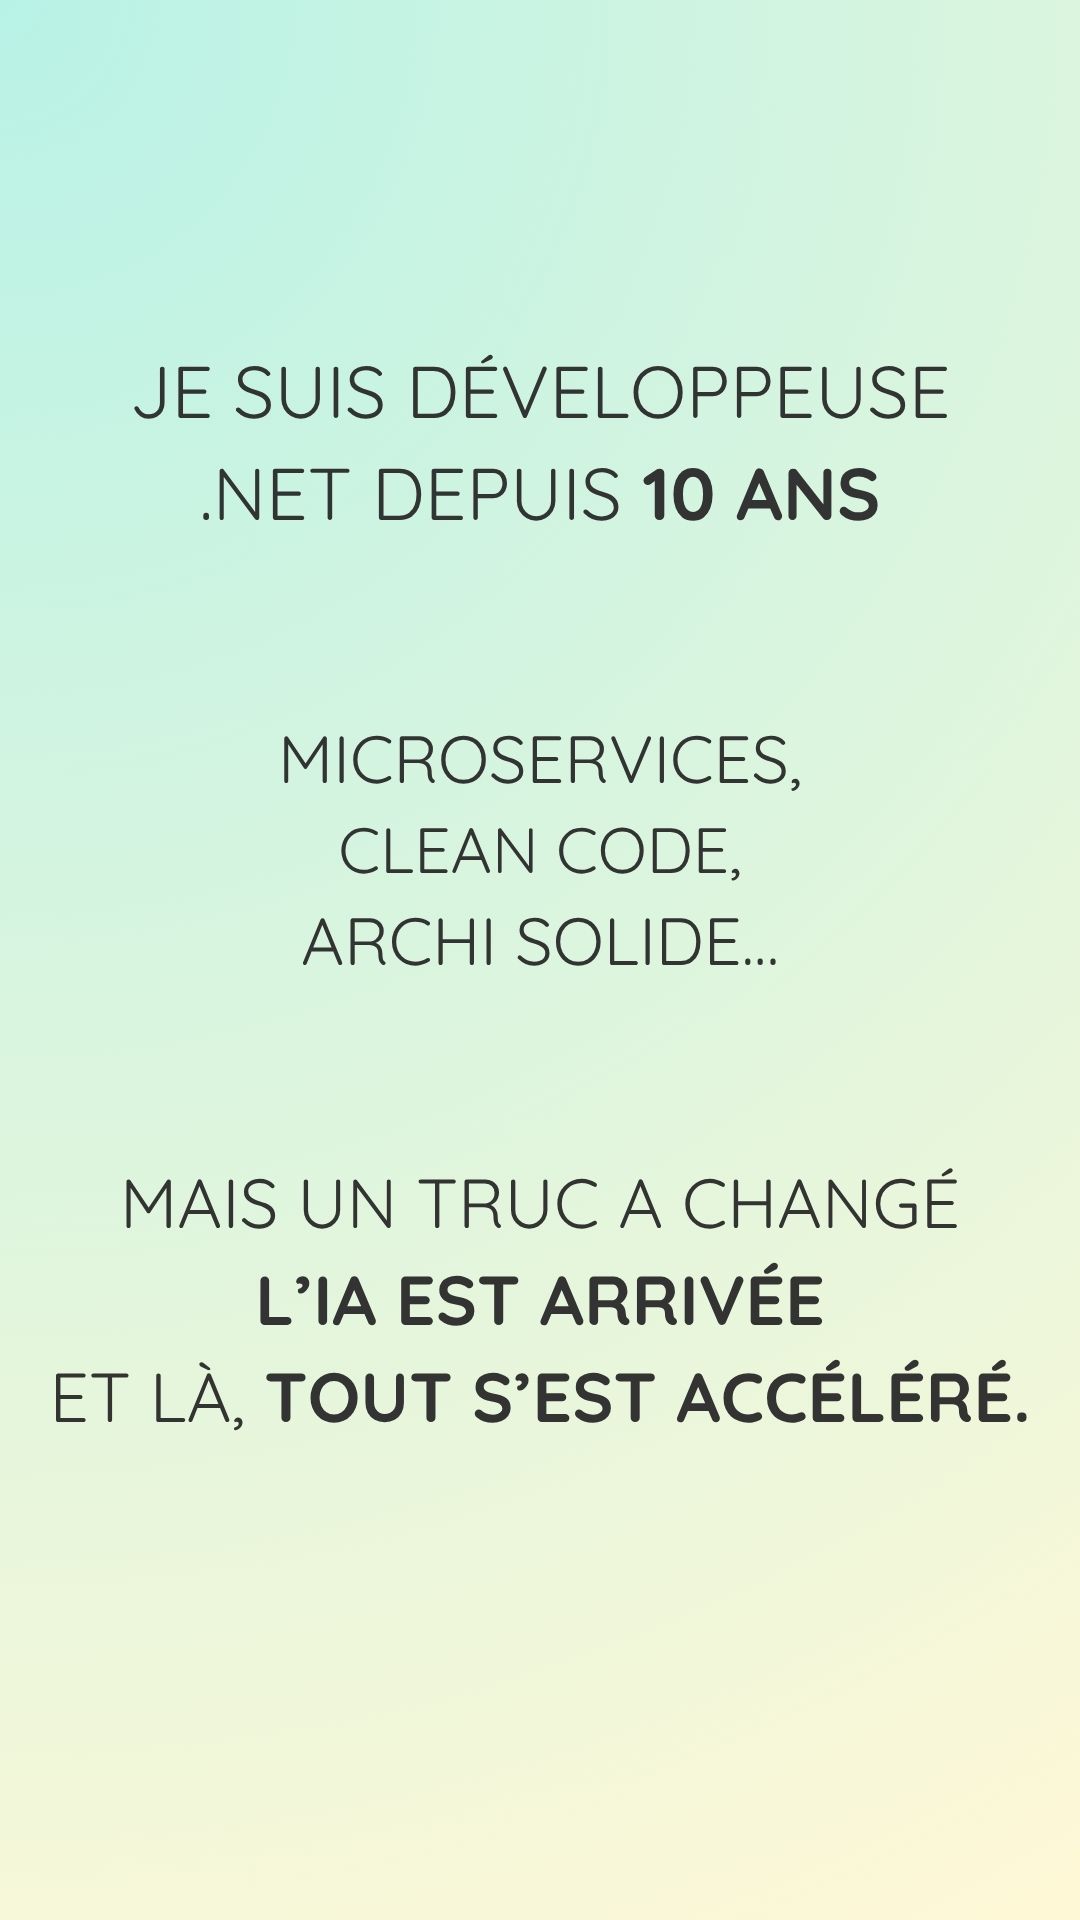 JE SUIS DÉVELOPPEUSE
.NET DEPUIS 10 ANS
MICROSERVICES,
CLEAN CODE,
ARCHI SOLIDE...
MAIS UN TRUC A CHANGÉ
L’IA EST ARRIVÉE
ET LÀ, TOUT S’EST ACCÉLÉRÉ.